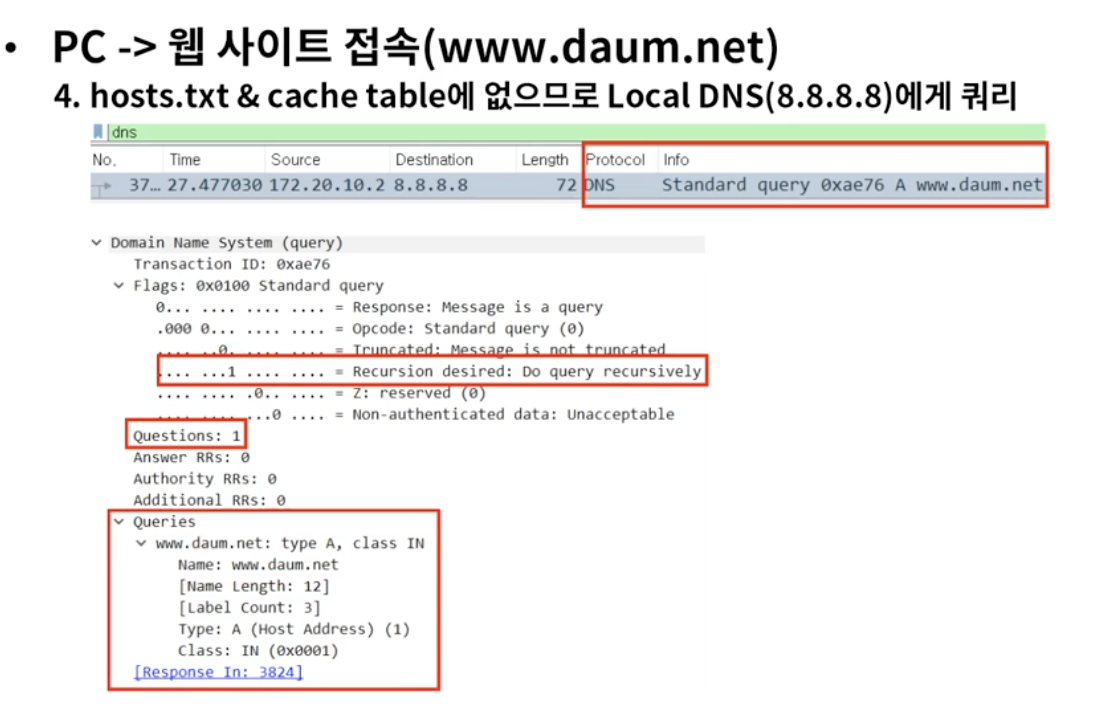 • PC -> 웹 사이트 접속(www.daum.net)
4. hosts.txt & cache table에 없으므로 Local DNS(8.8.8.8)에게 쿼리
dns
No. Time Source Destination Length Protocol Info
37… 27.477030 172.20.10.2 8.8.8.8 72 DNS Standard query 0xae76 A www.daum.net
Domain Name System (query)
Transaction ID: 0xae76
Flags: 0x0100 Standard query
0... .... .... .... = Response: Message is a query
.000 0... .... .... = Opcode: Standard query (0)
.... ..0. .... .... = Truncated: Message is not truncated
.... ...1 .... .... = Recursion desired: Do query recursively
.... .... .0.. .... = Z: reserved (0)
.... .... ...0 .... = Non-authenticated data: Unacceptable
Questions: 1
Answer RRs: 0
Authority RRs: 0
Additional RRs: 0
Queries
www.daum.net: type A, class IN
Name: www.daum.net
[Name Length: 12]
[Label Count: 3]
Type: A (Host Address) (1)
Class: IN (0x0001)
[Response In: 3824]